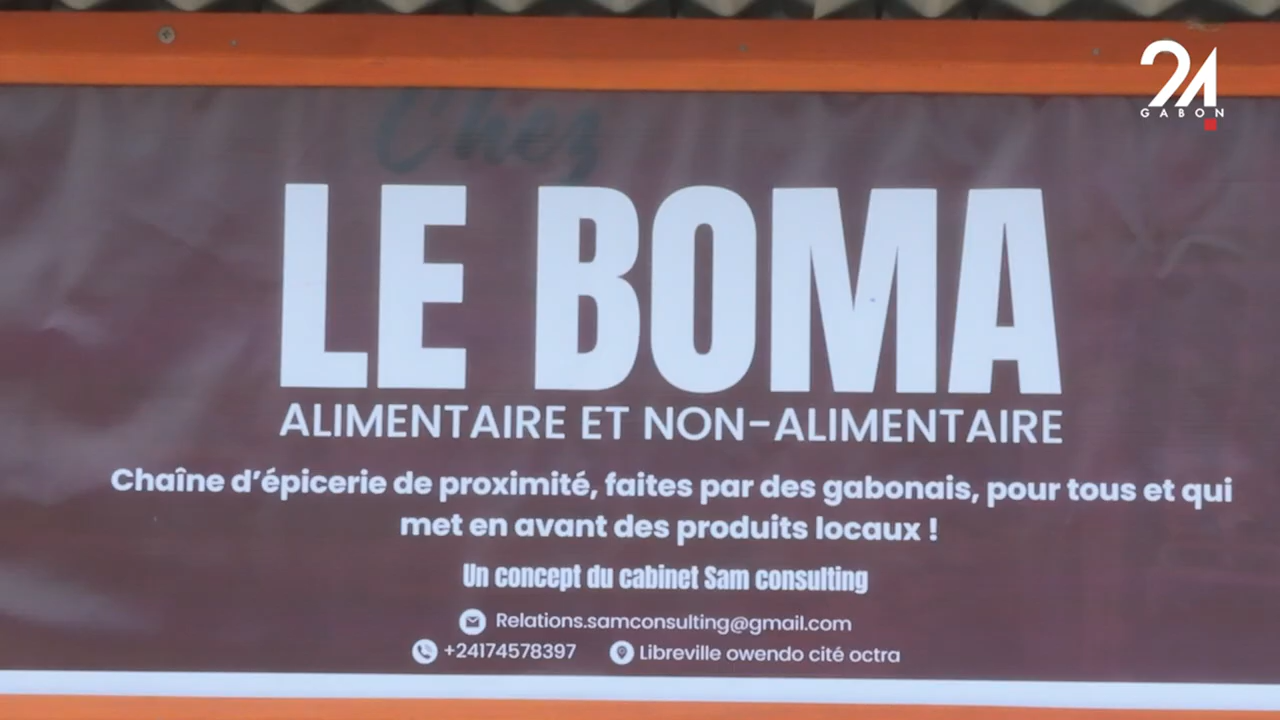 24
GABON
Chez
LE BOMA
ALIMENTAIRE ET NON-ALIMENTAIRE
Chaîne d'épicerie de proximité, faites par des gabonais, pour tous et qui
met en avant des produits locaux !
Un concept du cabinet Sam consulting
Relations.samconsulting@gmail.com
+24174578397 Libreville owendo cité octra